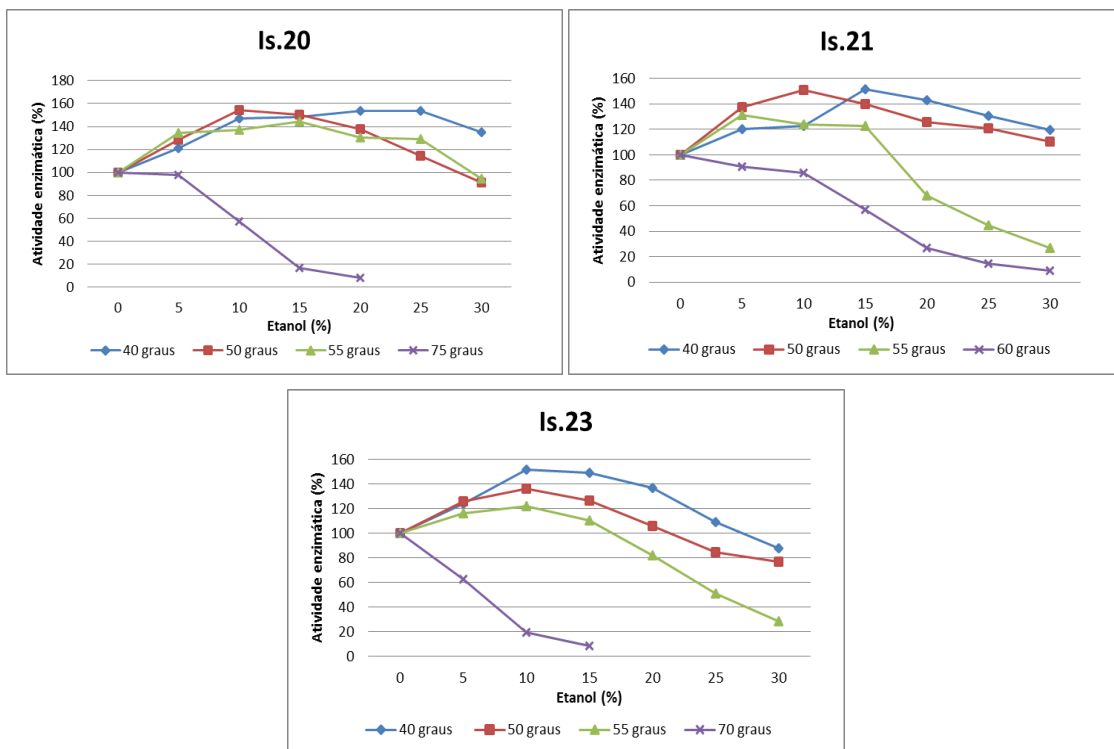 Is.20
Atividade enzimática (%)
180
160
140
120
100
80
60
40
20
0
0 5 10 15 20 25 30
Etanol (%)
40 graus 50 graus 55 graus 75 graus
Is.21
Atividade enzimática (%)
160
140
120
100
80
60
40
20
0
0 5 10 15 20 25 30
Etanol (%)
40 graus 50 graus 55 graus 60 graus
Is.23
Atividade enzimática (%)
160
140
120
100
80
60
40
20
0
0 5 10 15 20 25 30
Etanol (%)
40 graus 50 graus 55 graus 70 graus